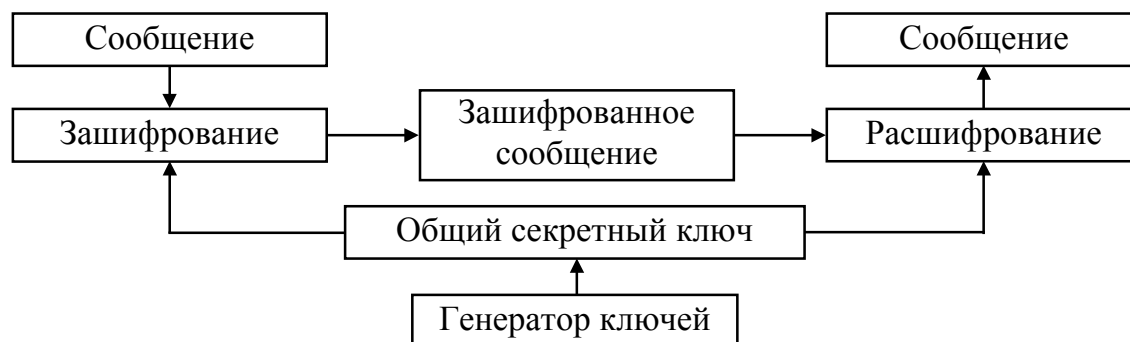 Сообщение
Сообщение
Зашифрование
Зашифрованное
сообщение
Расшифрование
Общий секретный ключ
Генератор ключей